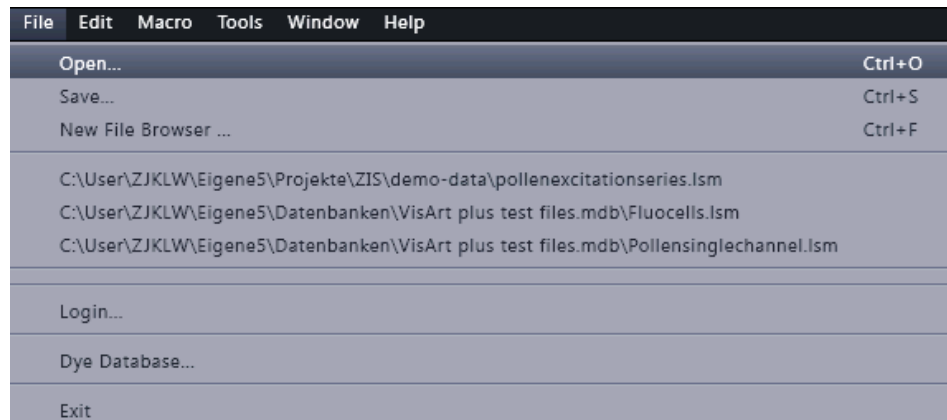 File Edit Macro Tools Window Help
Open... Ctrl+O
Save... Ctrl+S
New File Browser ... Ctrl+F
C:\User\ZJKLW\Eigene5\Projekte\ZIS\demo-data\pollenexcitationseries.lsm
C:\User\ZJKLW\Eigene5\Datenbanken\VisArt plus test files.mdb\Fluocells.lsm
C:\User\ZJKLW\Eigene5\Datenbanken\VisArt plus test files.mdb\Pollensinglechannel.lsm
Login...
Dye Database...
Exit